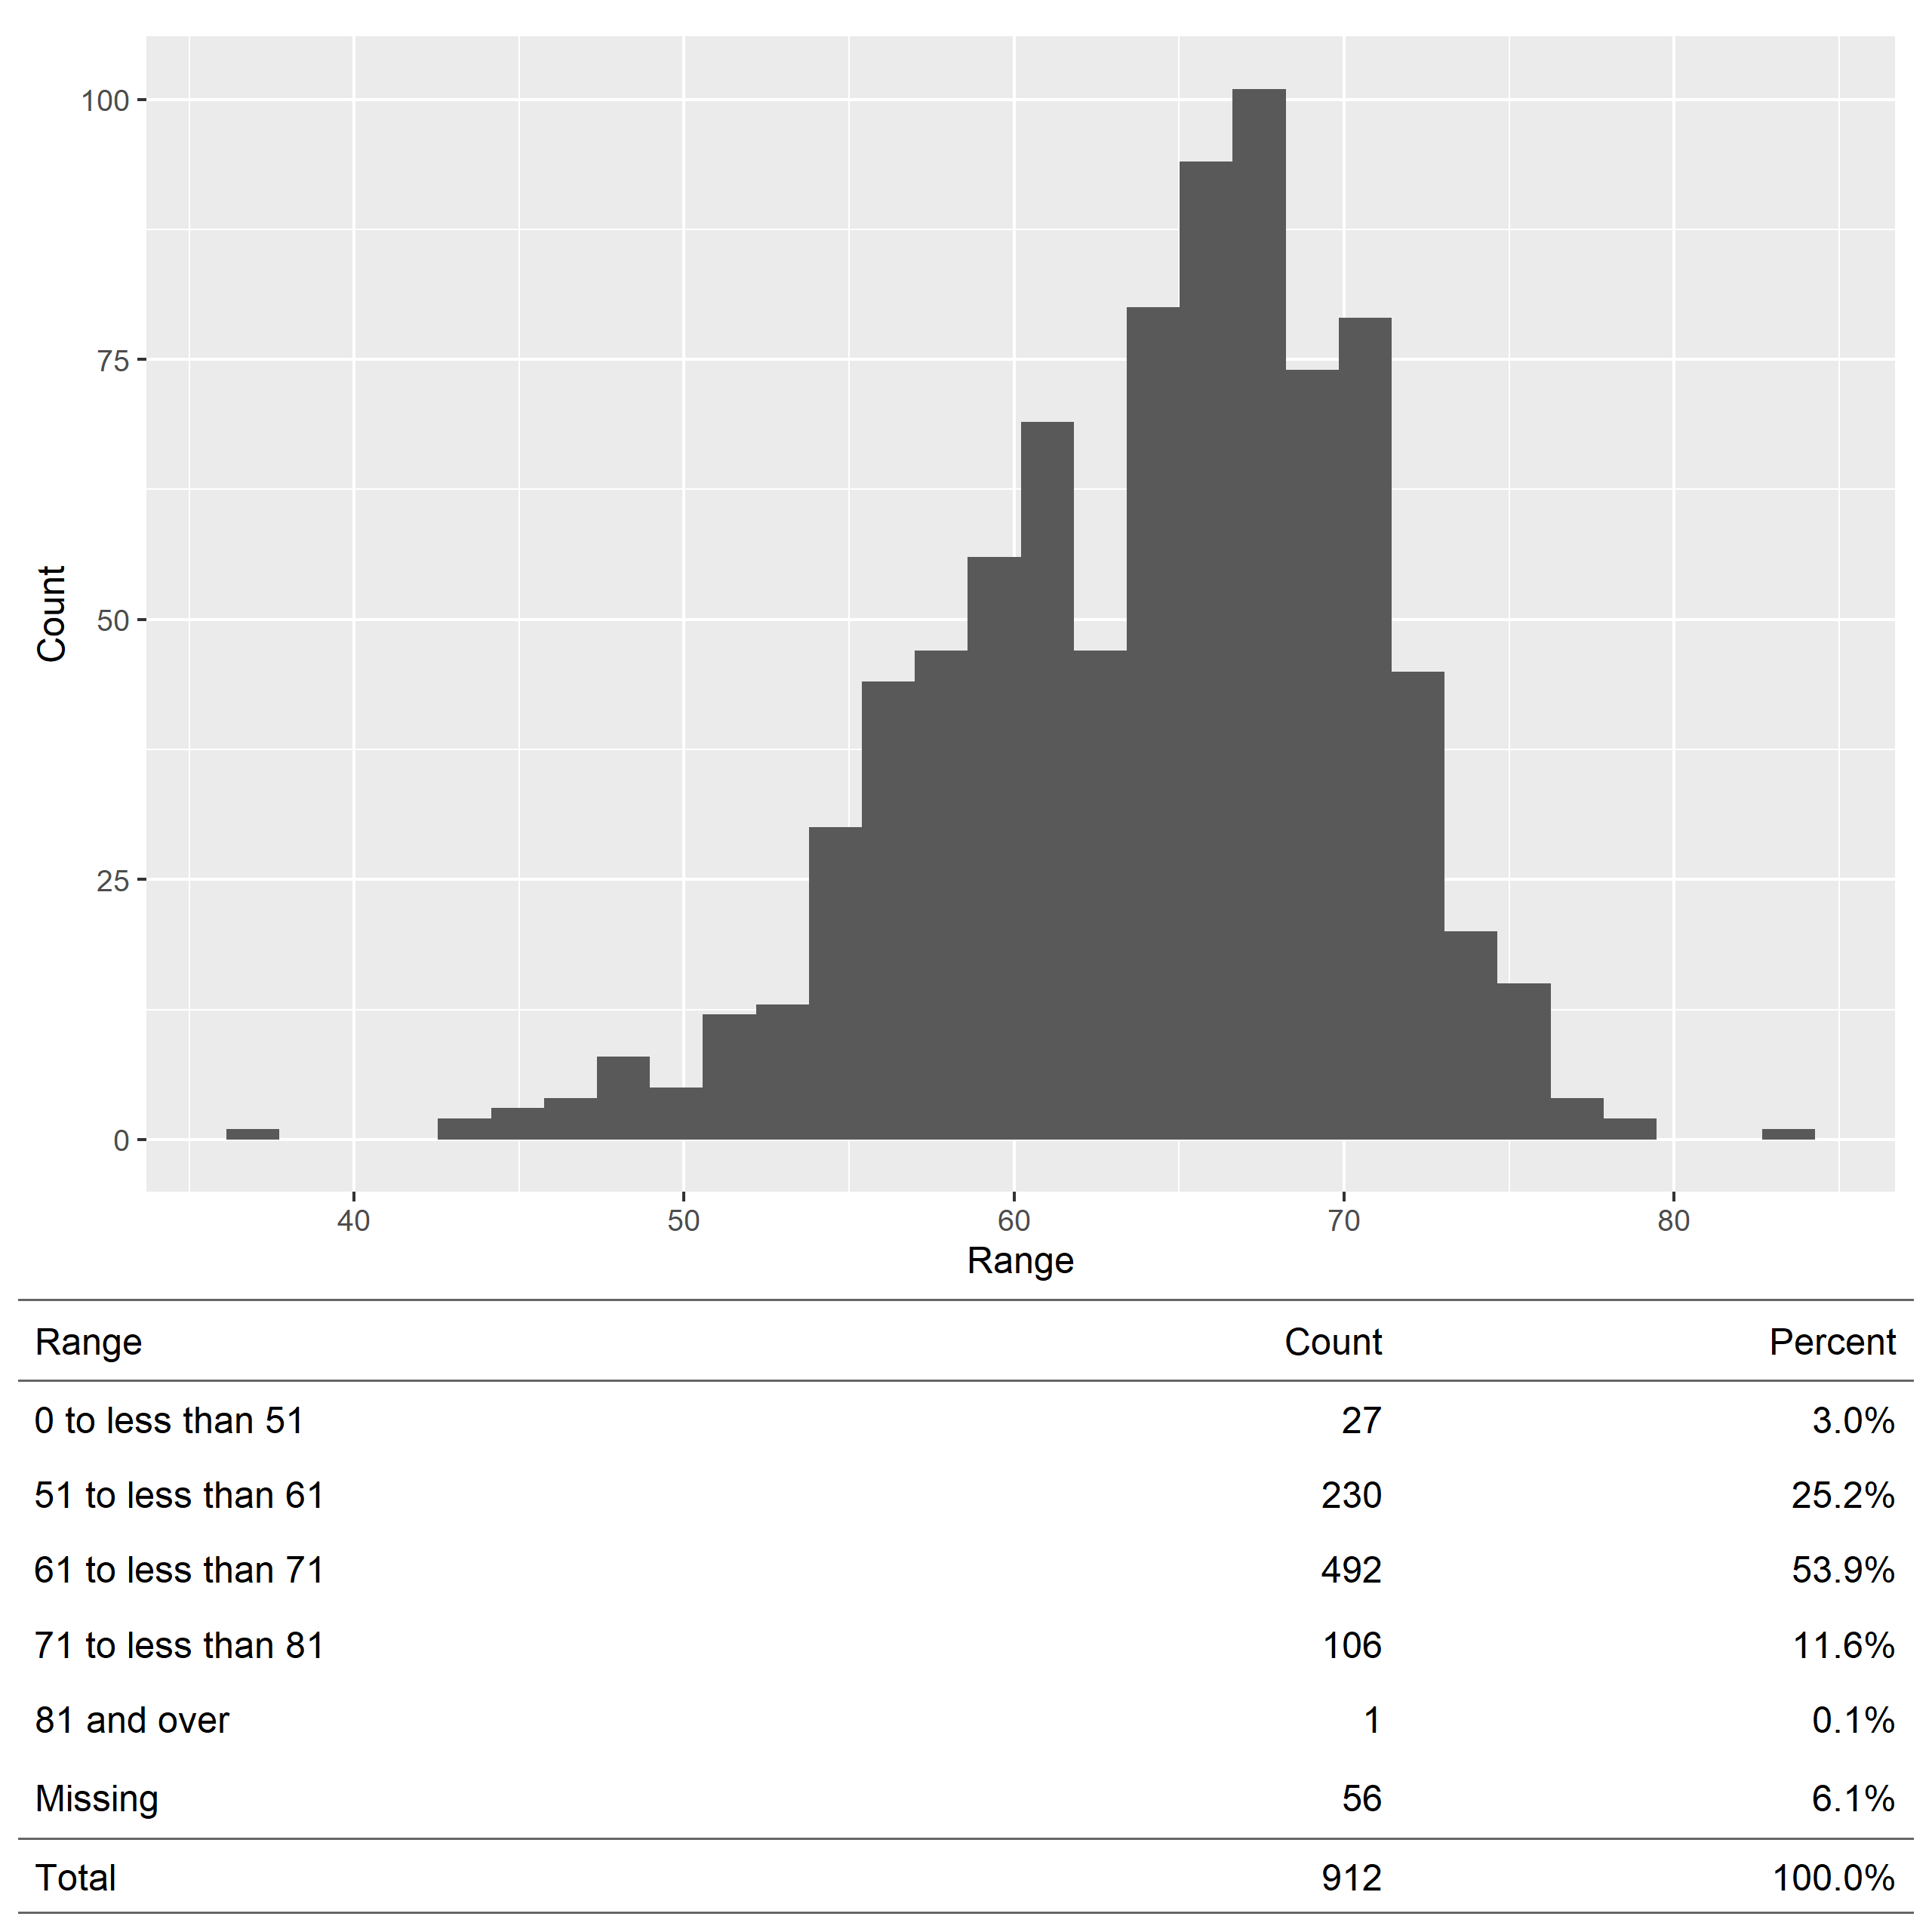 100
75
50
25
0
Count
40 50 60 70 80
Range
Range Count Percent
0 to less than 51 27 3.0%
51 to less than 61 230 25.2%
61 to less than 71 492 53.9%
71 to less than 81 106 11.6%
81 and over 1 0.1%
Missing 56 6.1%
Total 912 100.0%